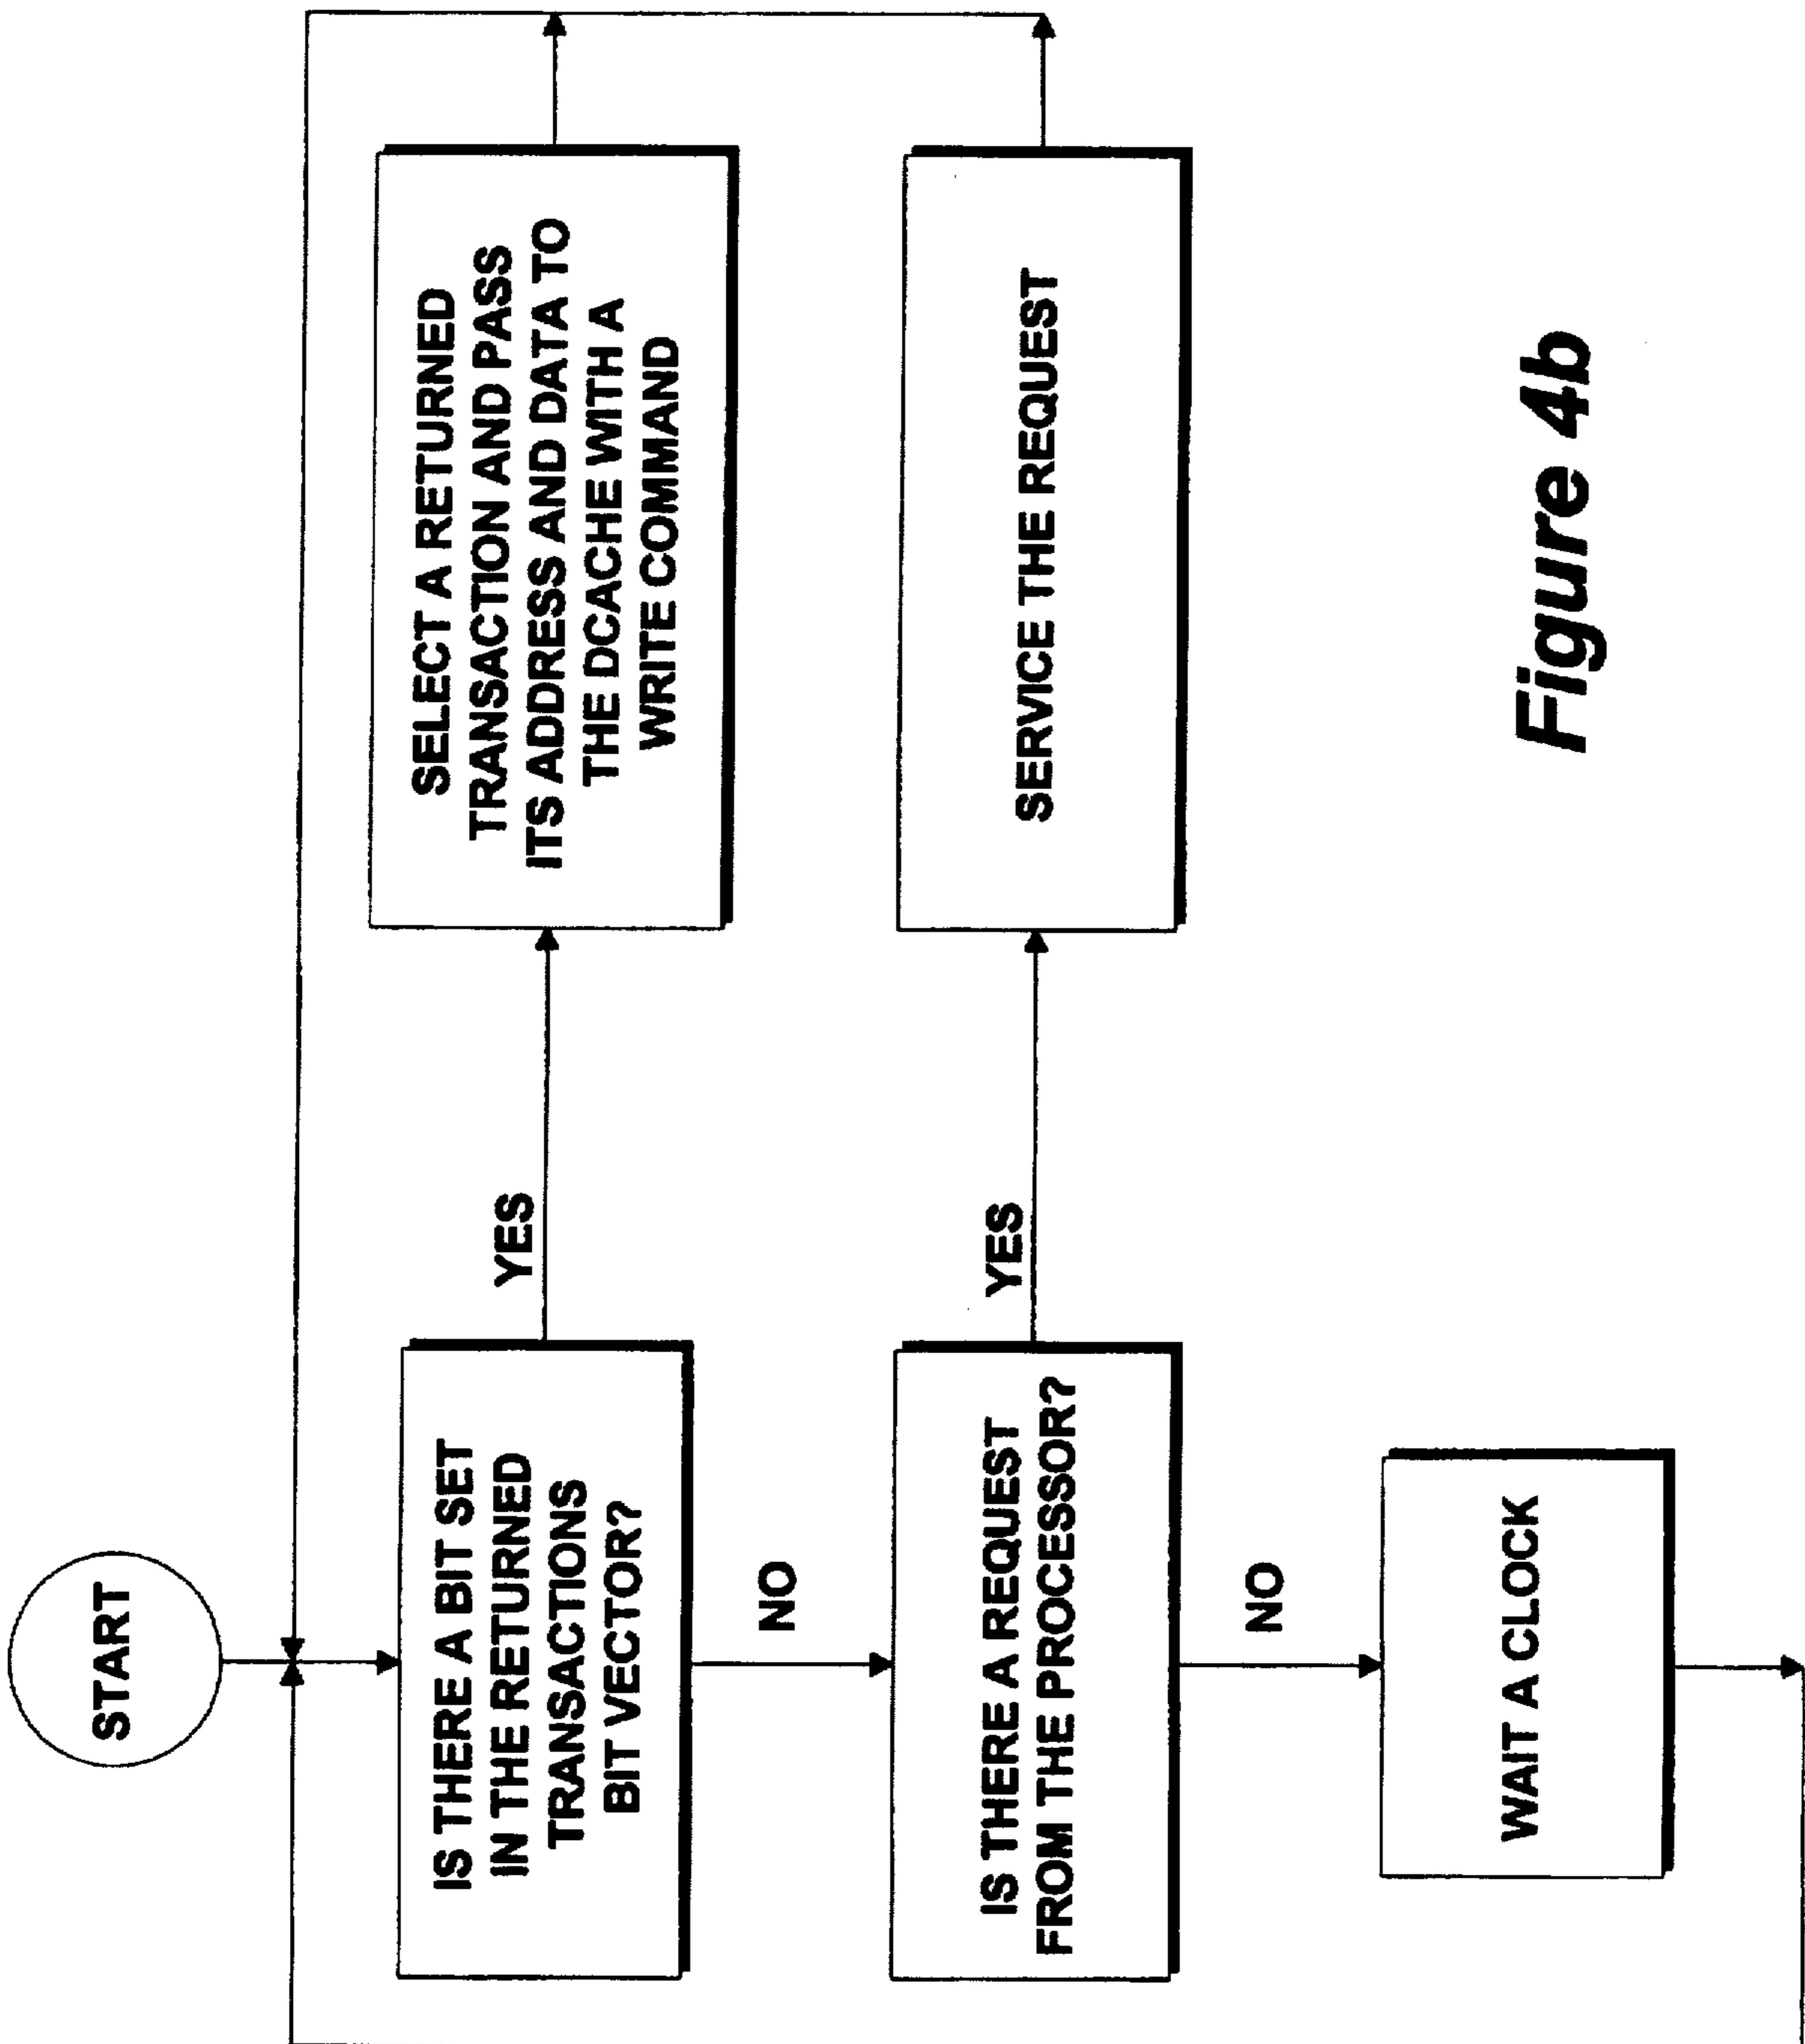 START
IS THERE A BIT SET
IN THE RETURNED
TRANSACTIONS
BIT VECTOR?
YES
SELECT A RETURNED
TRANSACTION AND PASS
ITS ADDRESS AND DATA TO
THE DCACHE WITH A
WRITE COMMAND
NO
IS THERE A REQUEST
FROM THE PROCESSOR?
YES
SERVICE THE REQUEST
NO
WAIT A CLOCK
Figure 4b